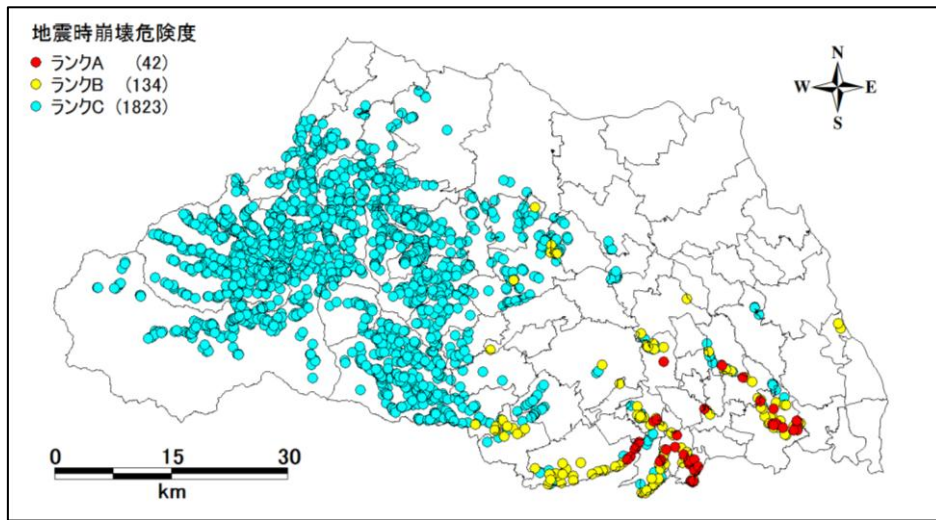 地震時崩壊危険度
ランクA (42)
ランクB (134)
ランクC (1823)
N
W E
S
0 15 30
km